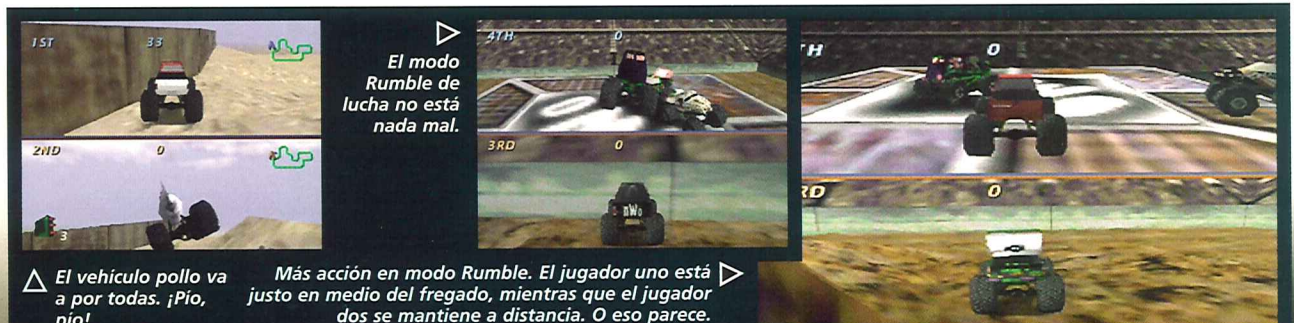 1ST 33
2ND 0
3
△ El vehículo pollo va
a por todas. ¡Pío,
pío!
▷
El modo
Rumble de
lucha no está
nada mal.
4TH 0
3RD 0
nWo
Más acción en modo Rumble. El jugador uno está ▷
justo en medio del fregado, mientras que el jugador
dos se mantiene a distancia. O eso parece.
TH 0
RD 0